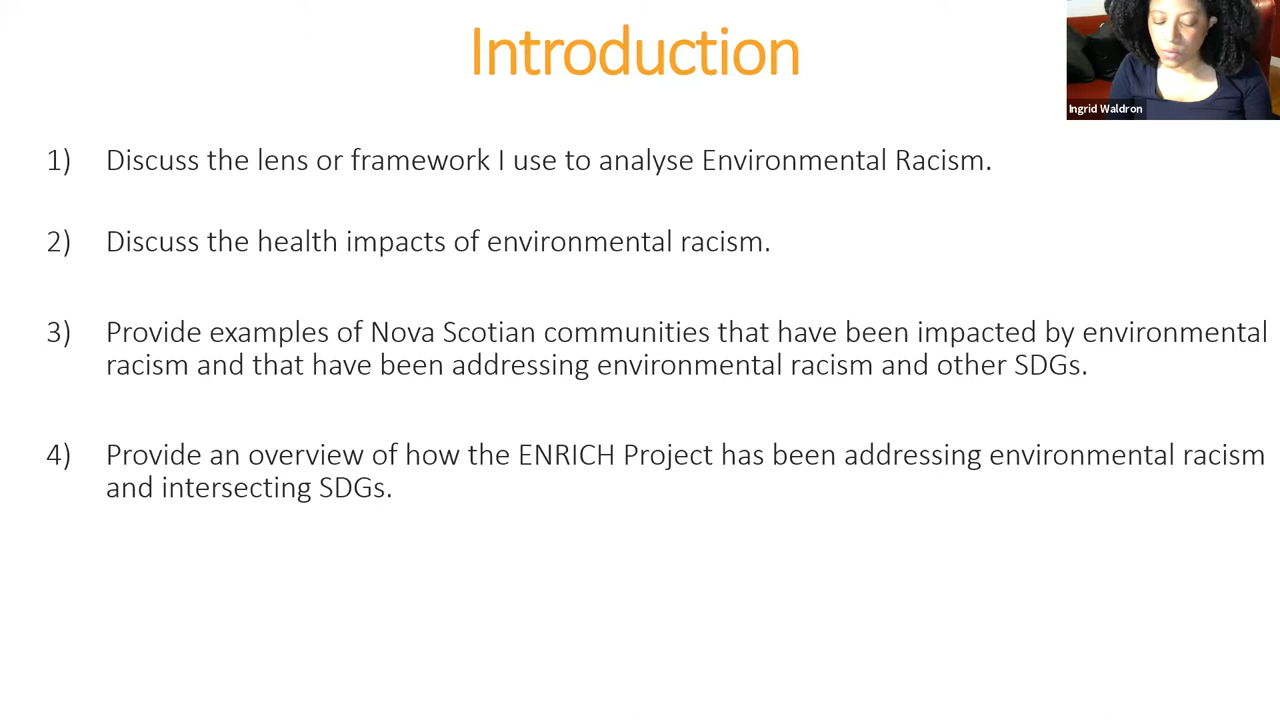 Introduction
Ingrid Waldron
1) Discuss the lens or framework I use to analyse Environmental Racism.
2) Discuss the health impacts of environmental racism.
3) Provide examples of Nova Scotian communities that have been impacted by environmental
racism and that have been addressing environmental racism and other SDGs.
4) Provide an overview of how the ENRICH Project has been addressing environmental racism
and intersecting SDGs.